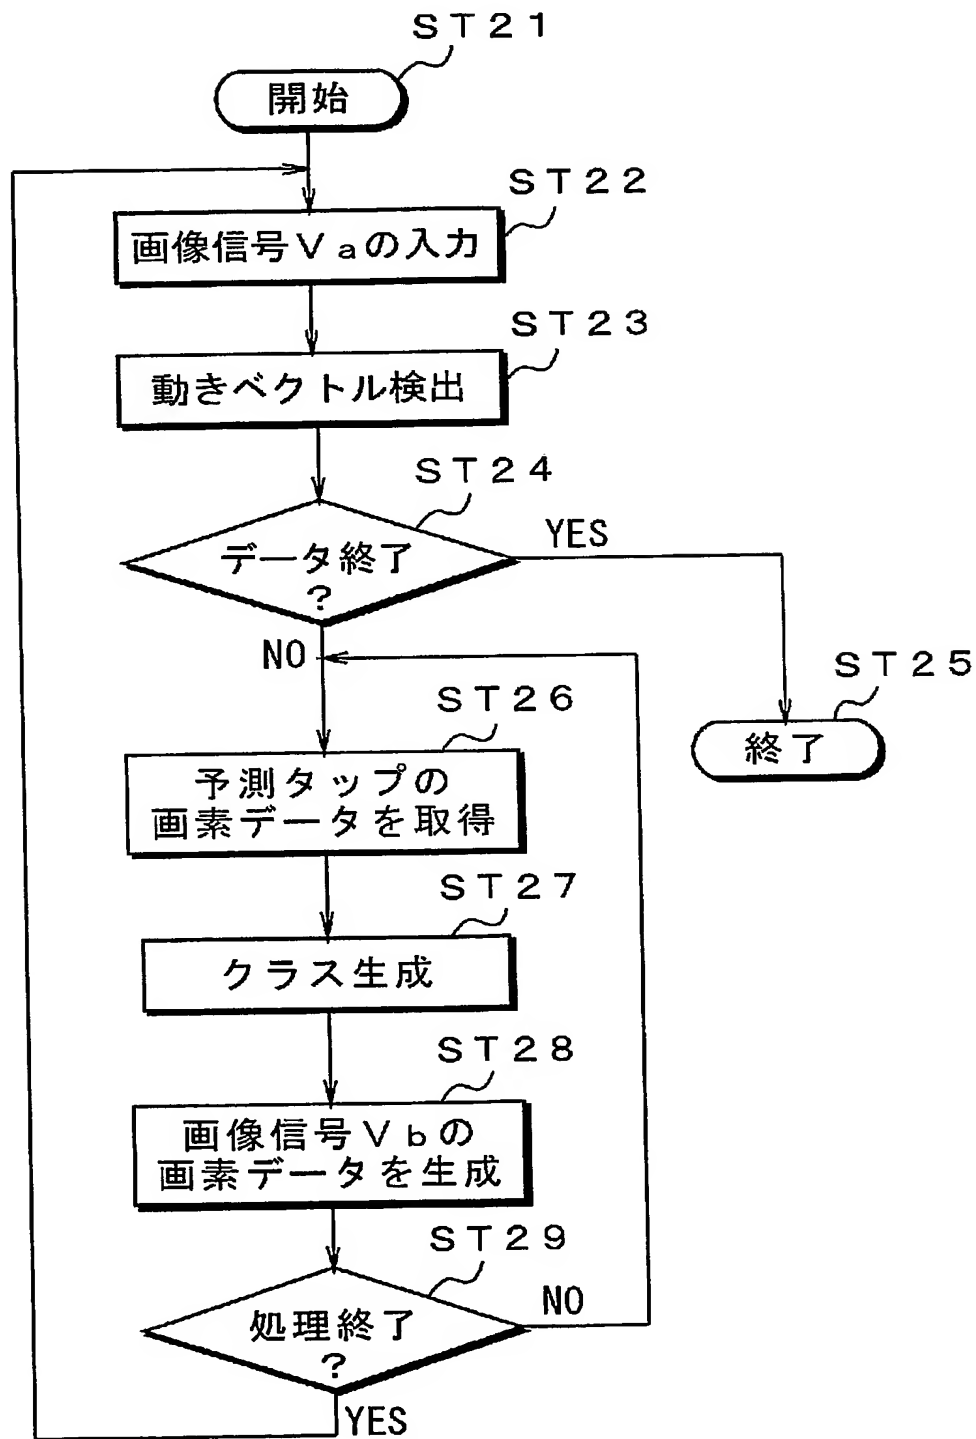 ST21
開始
ST22
画像信号Vaの入力
ST23
動きベクトル検出
ST24
データ終了
?
YES
NO
ST25
終了
ST26
予測タップの
画素データを取得
ST27
クラス生成
ST28
画像信号Vbの
画素データを生成
ST29
処理終了
?
NO
YES